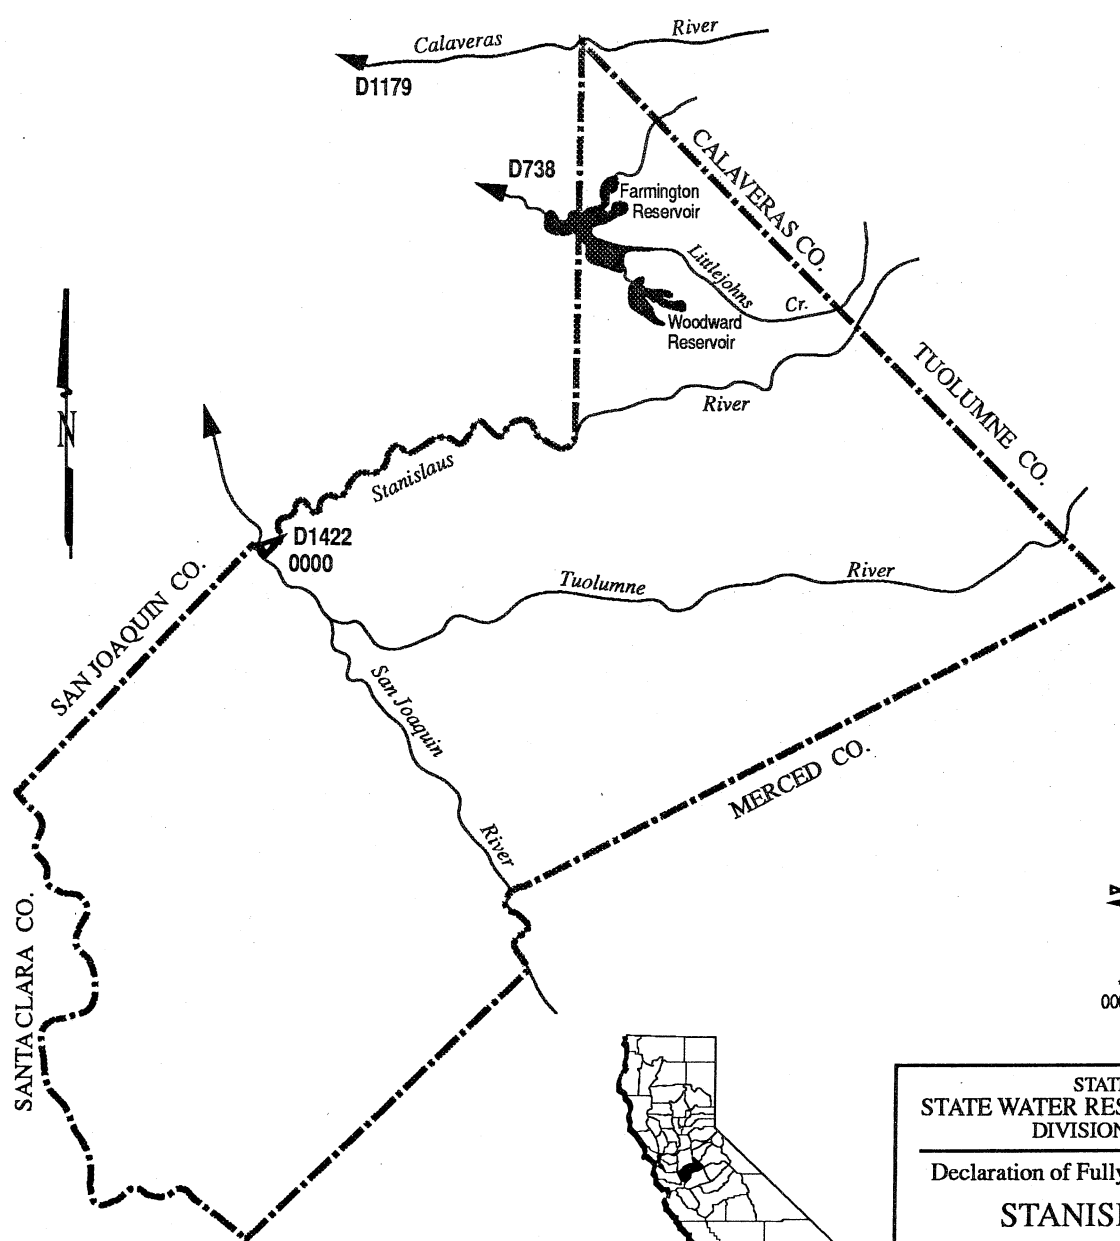 Calaveras River
D1179
D738
Farmington
Reservoir
CALAVERAS CO.
Littlejohns Cr.
Woodward
Reservoir
TUOLUMNE CO.
River
Stanislaus
N
D1422
0000
SAN JOAQUIN CO.
Tuolumne River
San Joaquin River
MERCED CO.
SANTA CLARA CO.
STATE WATER RES
DIVISION
Declaration of Fully